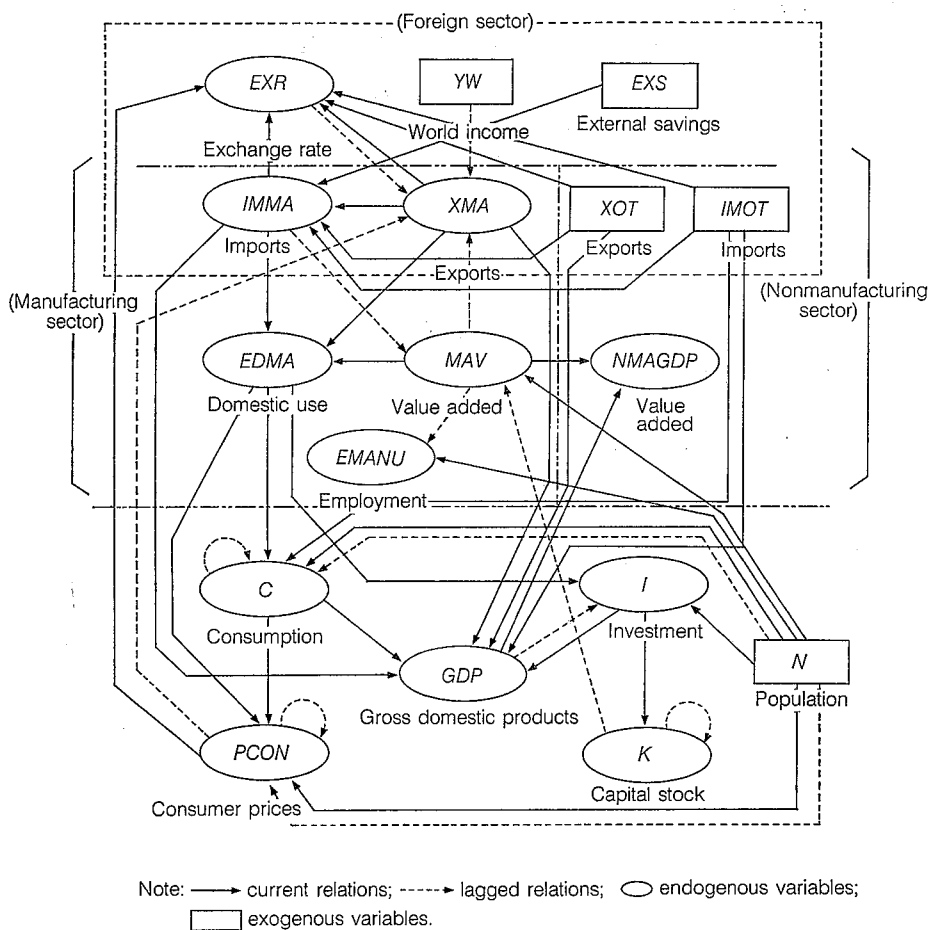 (Foreign sector)
EXR
YW
EXS
Exchange rate
World income
External savings
IMMA
XMA
XOT
IMOT
Imports
Exports
Exports
Imports
(Manufacturing
sector)
(Nonmanufacturing
sector)
EDMA
MAV
NMAGDP
Domestic use
Value added
Value
added
EMANU
Employment
C
I
Consumption
Investment
GDP
N
Gross domestic products
Population
PCON
K
Consumer prices
Capital stock
Note: current relations; lagged relations; endogenous variables;
exogenous variables.